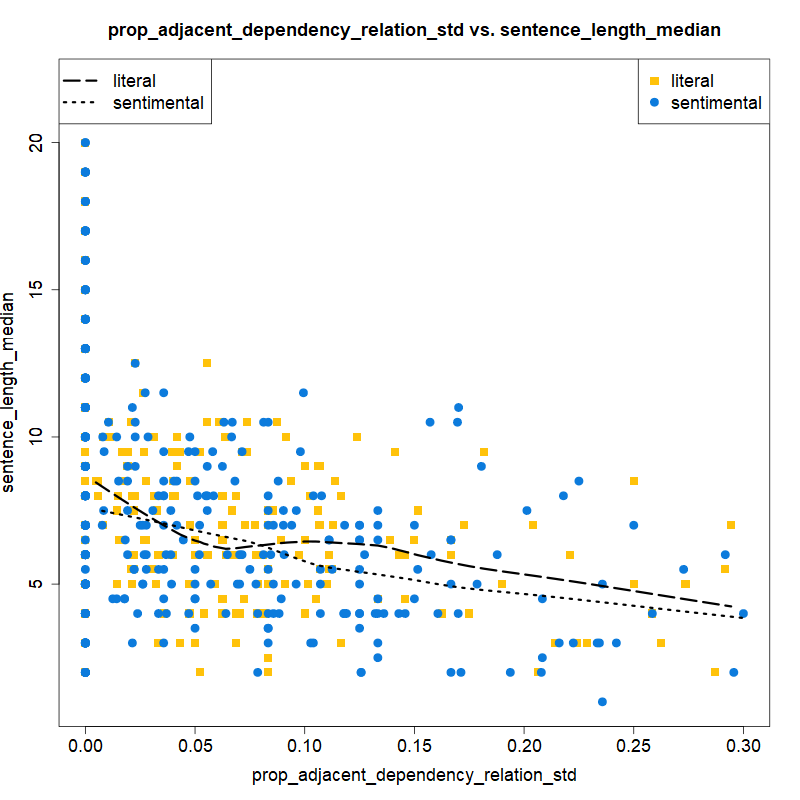 prop_adjacent_dependency_relation_std vs. sentence_length_median
literal
sentimental
literal
sentimental
sentence_length_median
20
15
10
5
0.00 0.05 0.10 0.15 0.20 0.25 0.30
prop_adjacent_dependency_relation_std